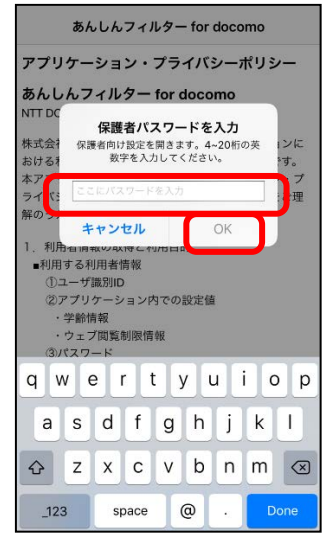 あんしんフィルター for docomo
アプリケーション・プライバシーポリシー
あんしんフィルター for docomo
NTT DOC
保護者パスワードを入力
保護者向け設定を開きます。4~20桁の英
数字を入力してください。
株式会
ンに
おける利
す。
本ア
プ
ライバシ
理
解のう
ここにパスワードを入力
キャンセル
OK
1．利用者情報の取得と利用目的
■利用する利用者情報
①ユーザ識別ID
②アプリケーション内での設定値
・学齢情報
・ウェブ閲覧制限情報
③パスワード
q w e r t y u i o p
a s d f g h j k l
z x c v b n m
_123 space @ . Done